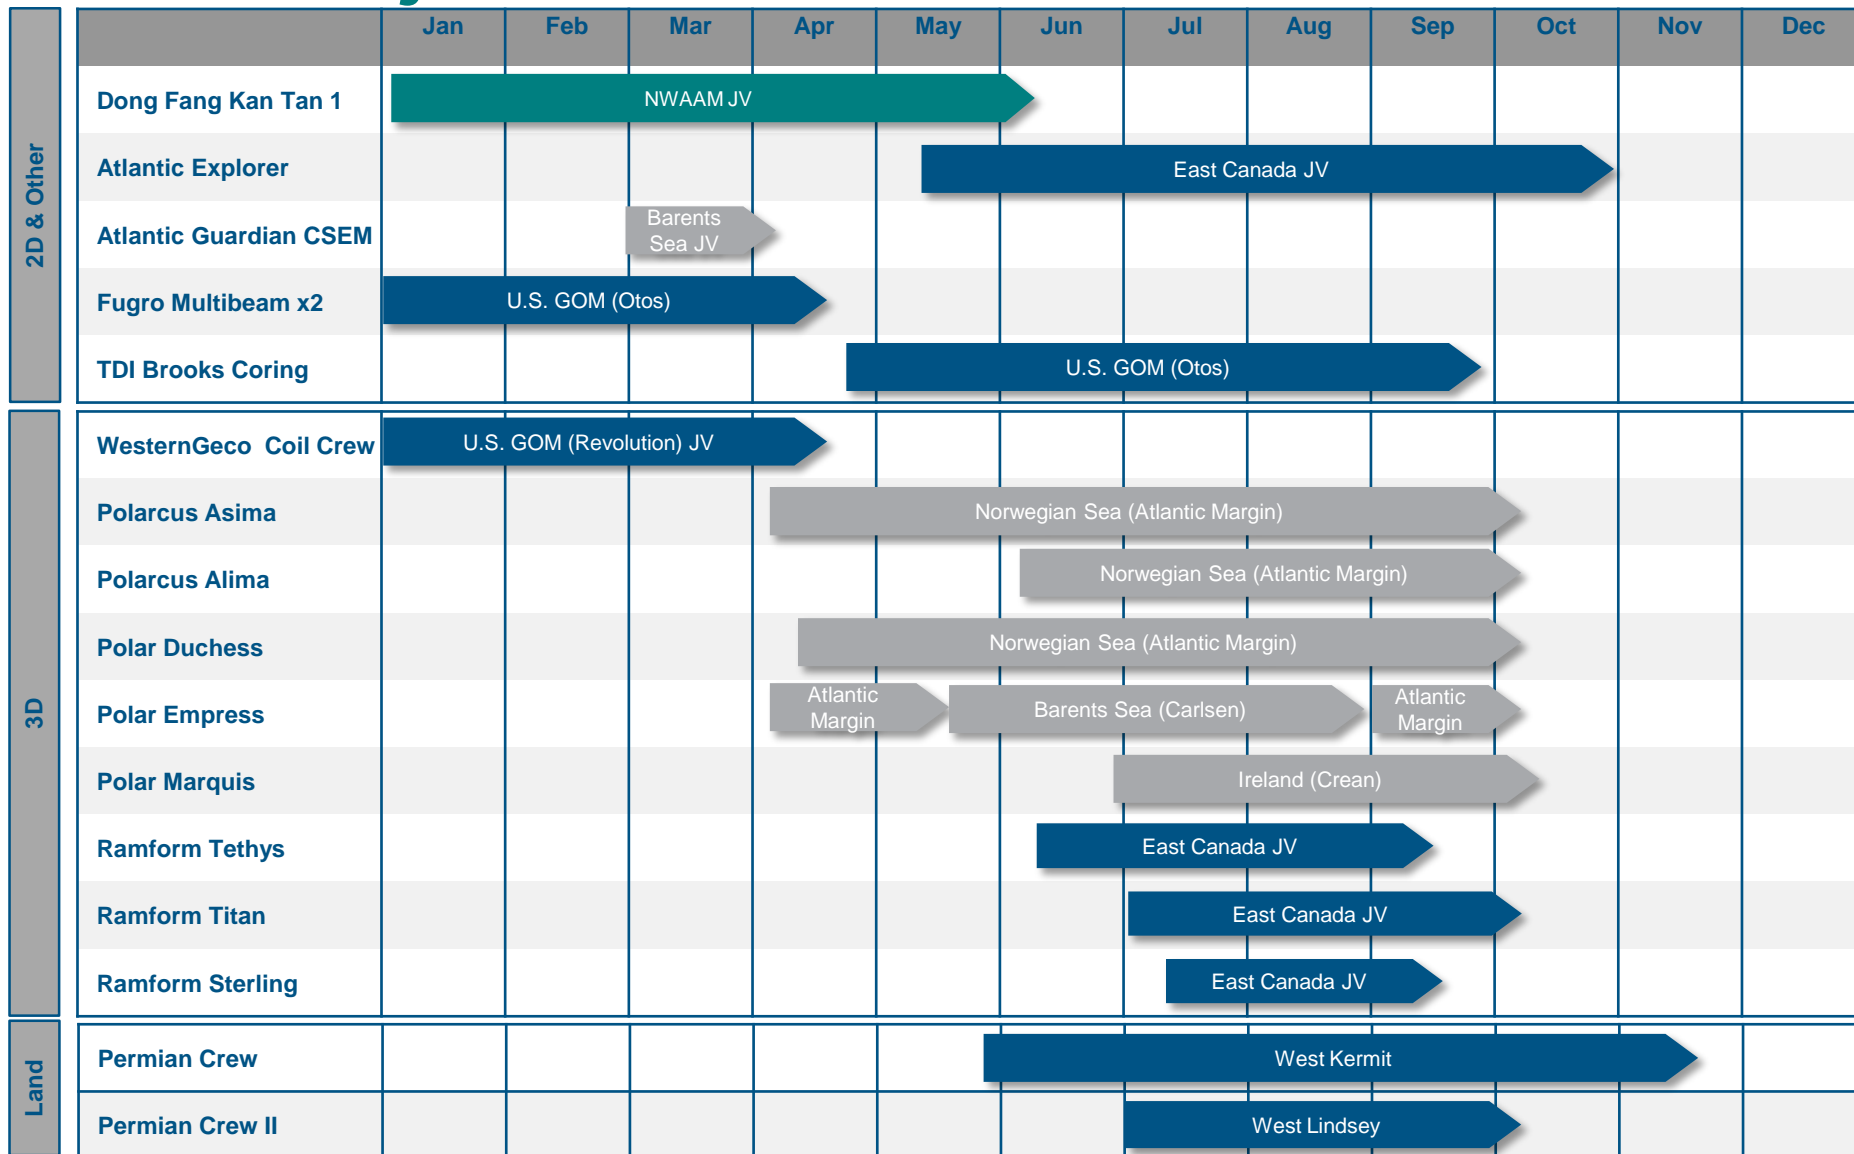 Jan Feb Mar Apr May Jun Jul Aug Sep Oct Nov Dec
2D & Other
Dong Fang Kan Tan 1 NWAAM JV
Atlantic Explorer East Canada JV
Atlantic Guardian CSEM Barents
Sea JV
Fugro Multibeam x2 U.S. GOM (Otos)
TDI Brooks Coring U.S. GOM (Otos)
3D
WesternGeco Coil Crew U.S. GOM (Revolution) JV
Polarcus Asima Norwegian Sea (Atlantic Margin)
Polarcus Alima Norwegian Sea (Atlantic Margin)
Polar Duchess Norwegian Sea (Atlantic Margin)
Polar Empress Atlantic Margin Barents Sea (Carlsen) Atlantic Margin
Polar Marquis Ireland (Crean)
Ramform Tethys East Canada JV
Ramform Titan East Canada JV
Ramform Sterling East Canada JV
Land
Permian Crew West Kermit
Permian Crew II West Lindsey